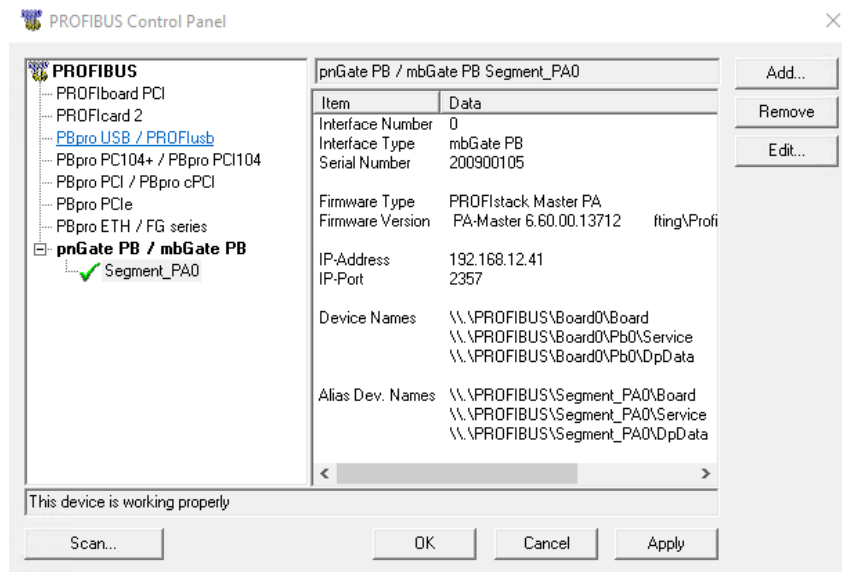 PROFIBUS Control Panel
PROFIBUS
PROFIboard PCI
PROFIcard 2
PBpro USB / PROFIusb
PBpro PC104+ / PBpro PCI104
PBpro PCI / PBpro cPCI
PBpro PCIe
PBpro ETH / FG series
pnGate PB / mbGate PB
Segment_PA0
pnGate PB / mbGate PB Segment_PA0
Item Data
Interface Number 0
Interface Type mbGate PB
Serial Number 200900105
Firmware Type PROFIstack Master PA
Firmware Version PA-Master 6.60.00.13712 fting\Profi
IP-Address 192.168.12.41
IP-Port 2357
Device Names \\.\PROFIBUS\Board0\Board
\\.\PROFIBUS\Board0\Pb0\Service
\\.\PROFIBUS\Board0\Pb0\DpData
Alias Dev. Names \\.\PROFIBUS\Segment_PA0\Board
\\.\PROFIBUS\Segment_PA0\Service
\\.\PROFIBUS\Segment_PA0\DpData
Add...
Remove
Edit...
This device is working properly
Scan... OK Cancel Apply